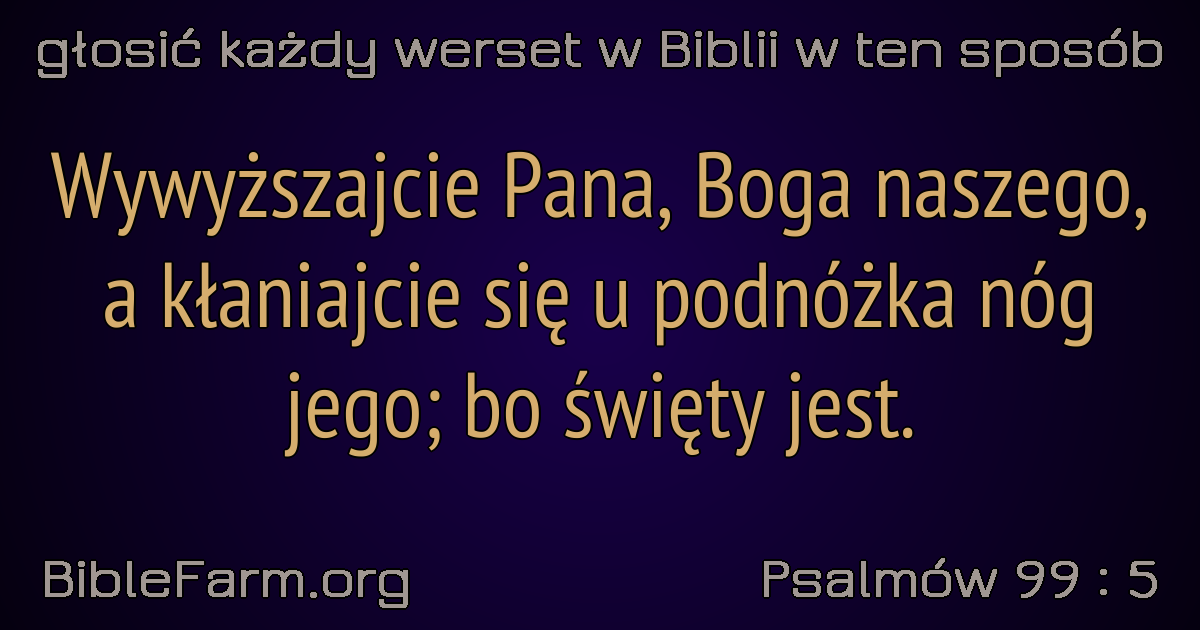 głosić każdy werset w Biblii w ten sposób
Wywyższajcie Pana, Boga naszego,
a kłaniajcie się u podnóżka nóg
jego; bo święty jest.
BibleFarm.org
Psalmów 99 : 5